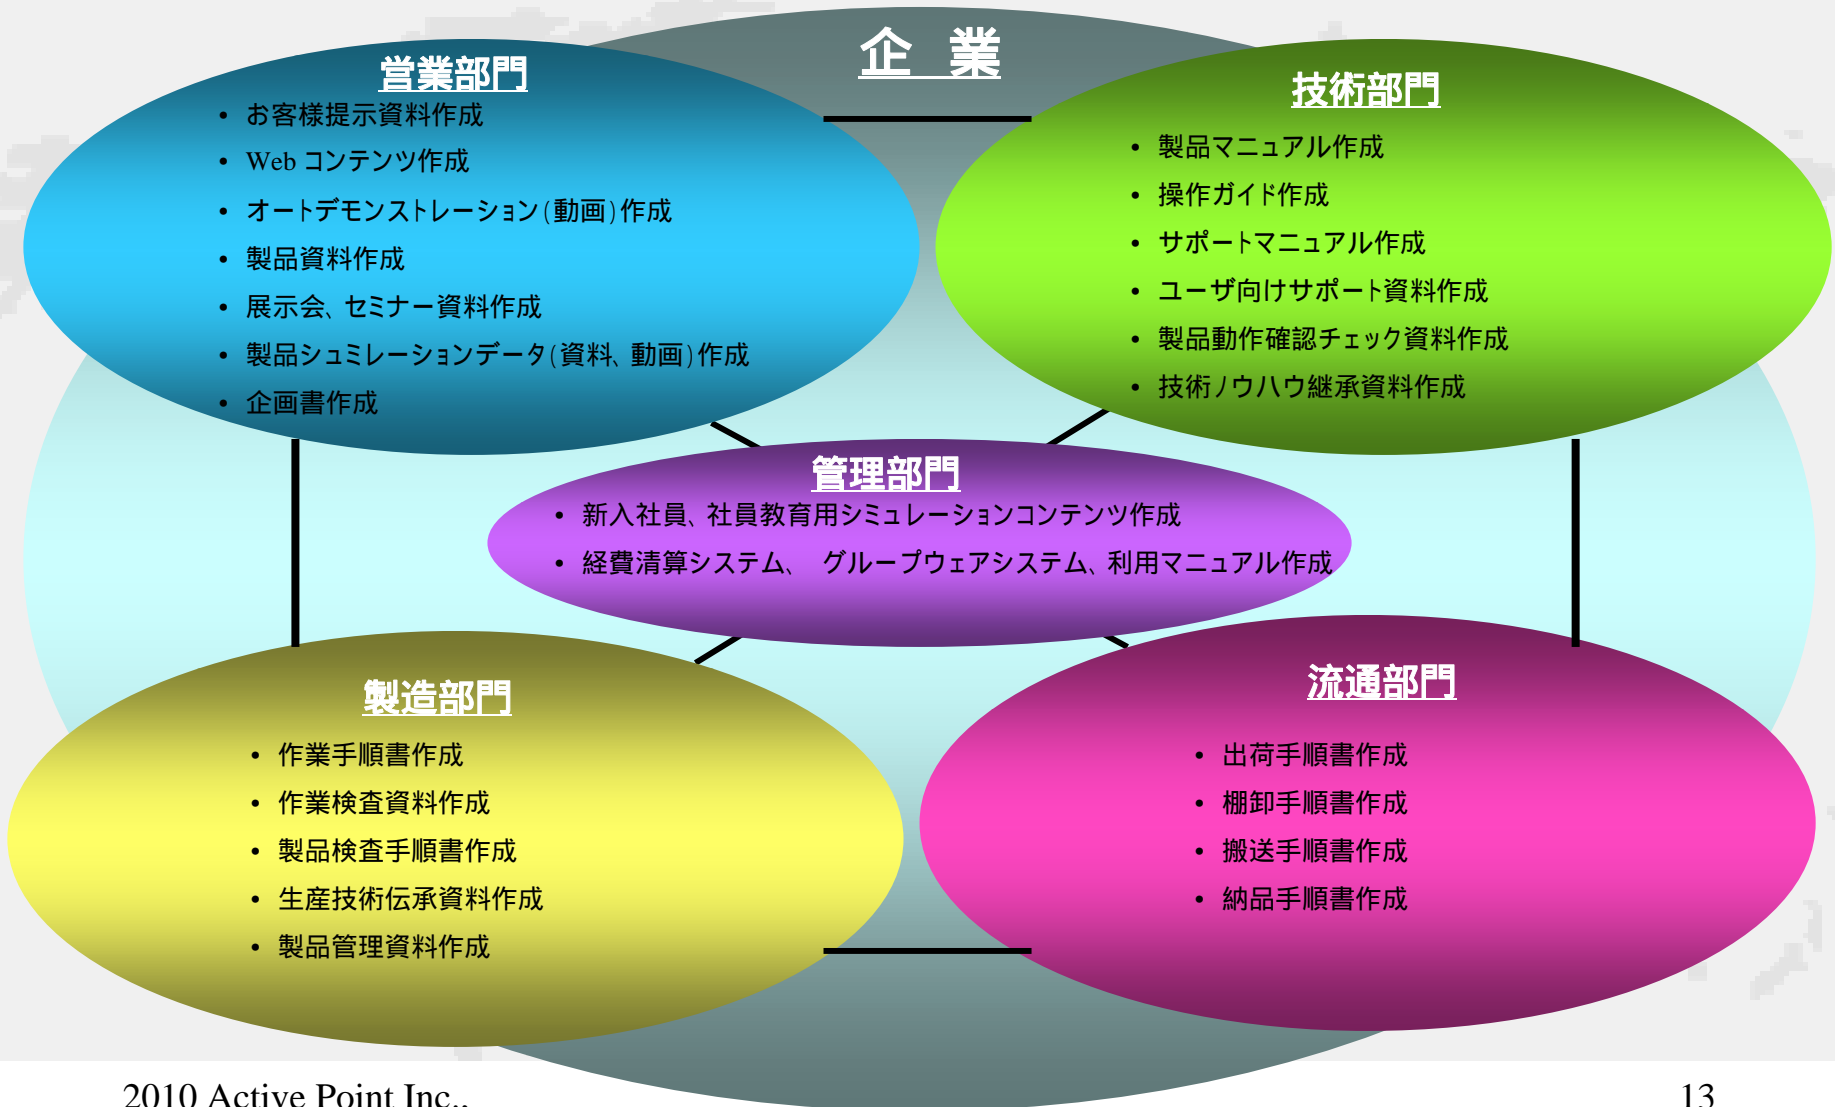 企 業
営業部門
• お客様提示資料作成
• Web コンテンツ作成
• オートデモンストレーション(動画)作成
• 製品資料作成
• 展示会、セミナー資料作成
• 製品シュミレーションデータ(資料、動画)作成
• 企画書作成
技術部門
• 製品マニュアル作成
• 操作ガイド作成
• サポートマニュアル作成
• ユーザ向けサポート資料作成
• 製品動作確認チェック資料作成
• 技術ノウハウ継承資料作成
管理部門
• 新入社員、社員教育用シミュレーションコンテンツ作成
• 経費清算システム、 グループウェアシステム、利用マニュアル作成
製造部門
• 作業手順書作成
• 作業検査資料作成
• 製品検査手順書作成
• 生産技術伝承資料作成
• 製品管理資料作成
流通部門
• 出荷手順書作成
• 棚卸手順書作成
• 搬送手順書作成
• 納品手順書作成
2010 Active Point Inc..
13